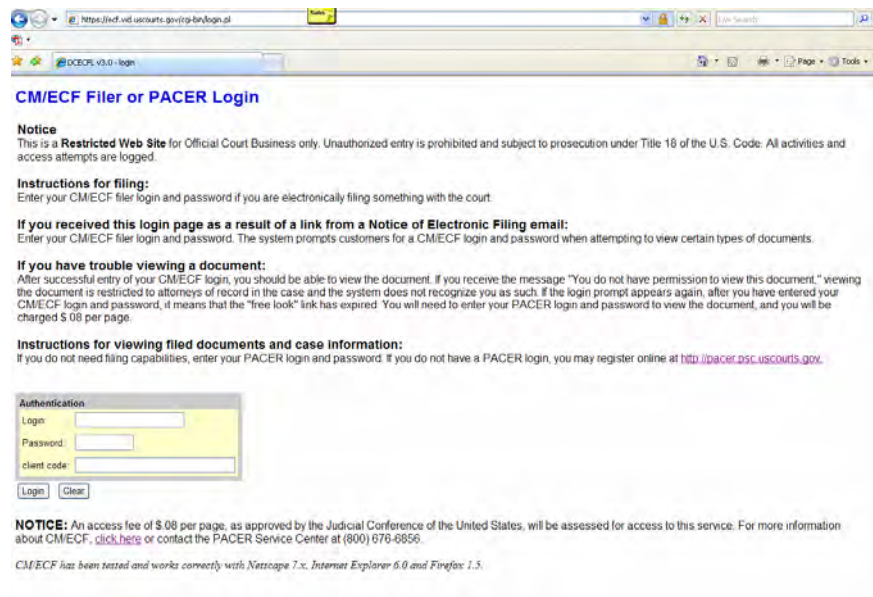 https://ecf.vid.uscourts.gov/cgi-bin/login.pl
Live Search
DCECFL v3.0 - login
Page
Tools
CM/ECF Filer or PACER Login
Notice
This is a Restricted Web Site for Official Court Business only. Unauthorized entry is prohibited and subject to prosecution under Title 18 of the U.S. Code. All activities and
access attempts are logged.
Instructions for filing:
Enter your CM/ECF filer login and password if you are electronically filing something with the court.
If you received this login page as a result of a link from a Notice of Electronic Filing email:
Enter your CM/ECF filer login and password. The system prompts customers for a CM/ECF login and password when attempting to view certain types of documents.
If you have trouble viewing a document:
After successful entry of your CM/ECF login, you should be able to view the document. If you receive the message "You do not have permission to view this document," viewing
the document is restricted to attorneys of record in the case and the system does not recognize you as such. If the login prompt appears again, after you have entered your
CM/ECF login and password, it means that the "free look" link has expired. You will need to enter your PACER login and password to view the document, and you will be
charged $.08 per page.
Instructions for viewing filed documents and case information:
If you do not need filing capabilities, enter your PACER login and password. If you do not have a PACER login, you may register online at http://pacer.psc.uscourts.gov.
Authentication
Login:
Password:
client code:
Login Clear
NOTICE: An access fee of $.08 per page, as approved by the Judicial Conference of the United States, will be assessed for access to this service. For more information
about CM/ECF, click here or contact the PACER Service Center at (800) 676-6856.
CM/ECF has been tested and works correctly with Netscape 7.x, Internet Explorer 6.0 and Firefox 1.5.